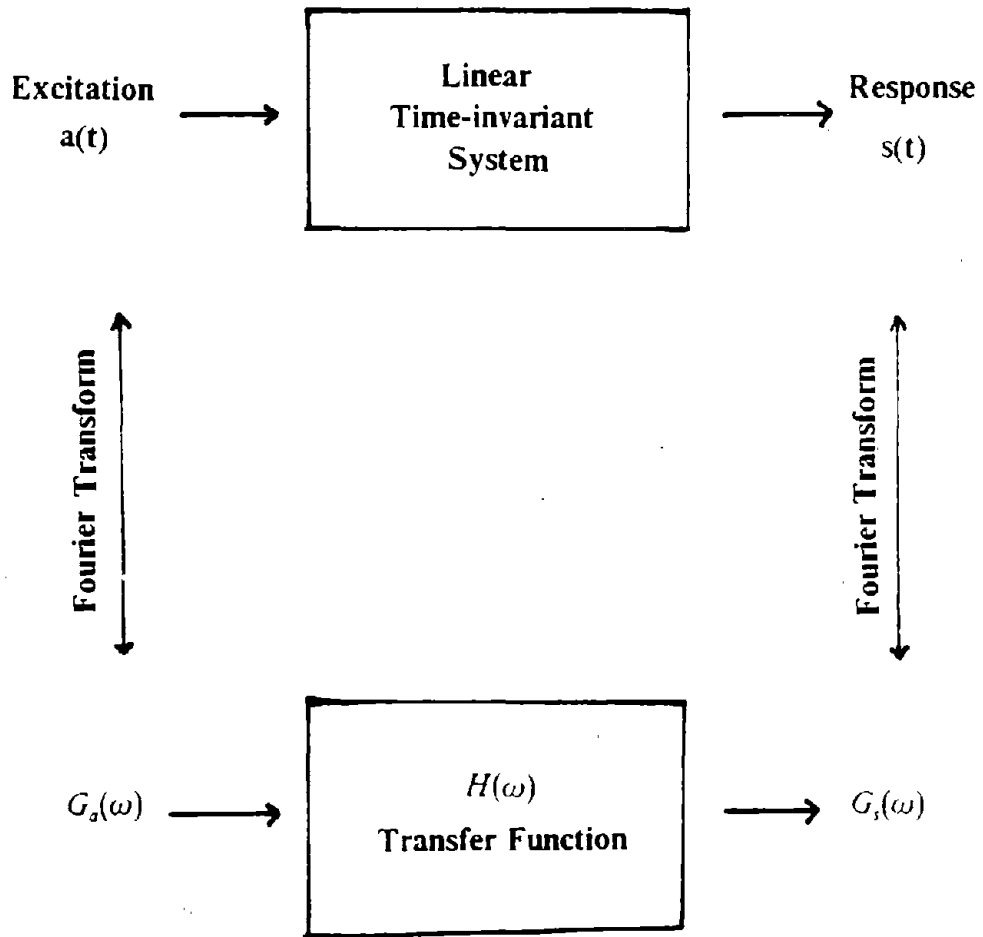 Excitation
a(t)
Linear
Time-invariant
System
Response
s(t)
Fourier Transform
Fourier Transform
G_a(ω)
H(ω)
Transfer Function
G_s(ω)